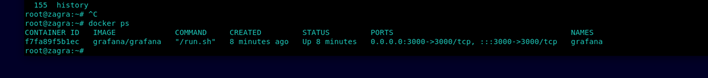 155  history
root@zagra:~# ^C
root@zagra:~# docker ps
CONTAINER ID   IMAGE             COMMAND     CREATED         STATUS         PORTS                                       NAMES
f7fa89f5b1ec   grafana/grafana   "/run.sh"   8 minutes ago   Up 8 minutes   0.0.0.0:3000->3000/tcp, :::3000->3000/tcp   grafana
root@zagra:~#